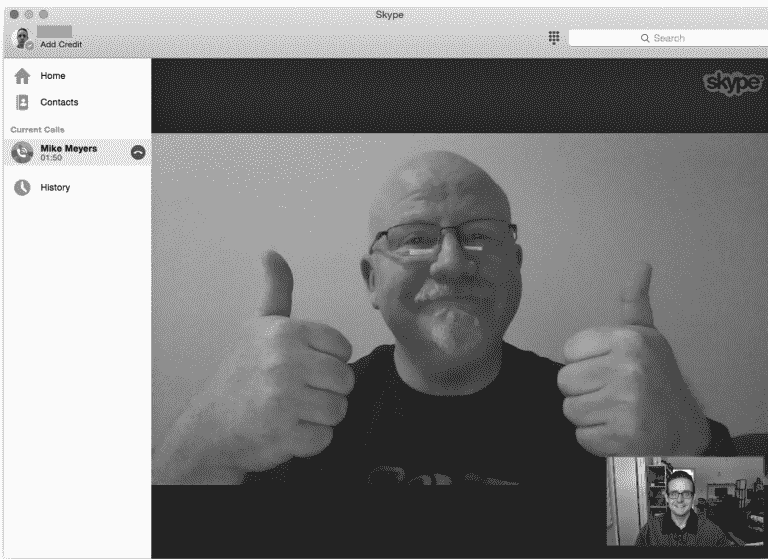 Skype
Add Credit
Search
Home
skype
Contacts
Current Calls
Mike Meyers
01:50
History